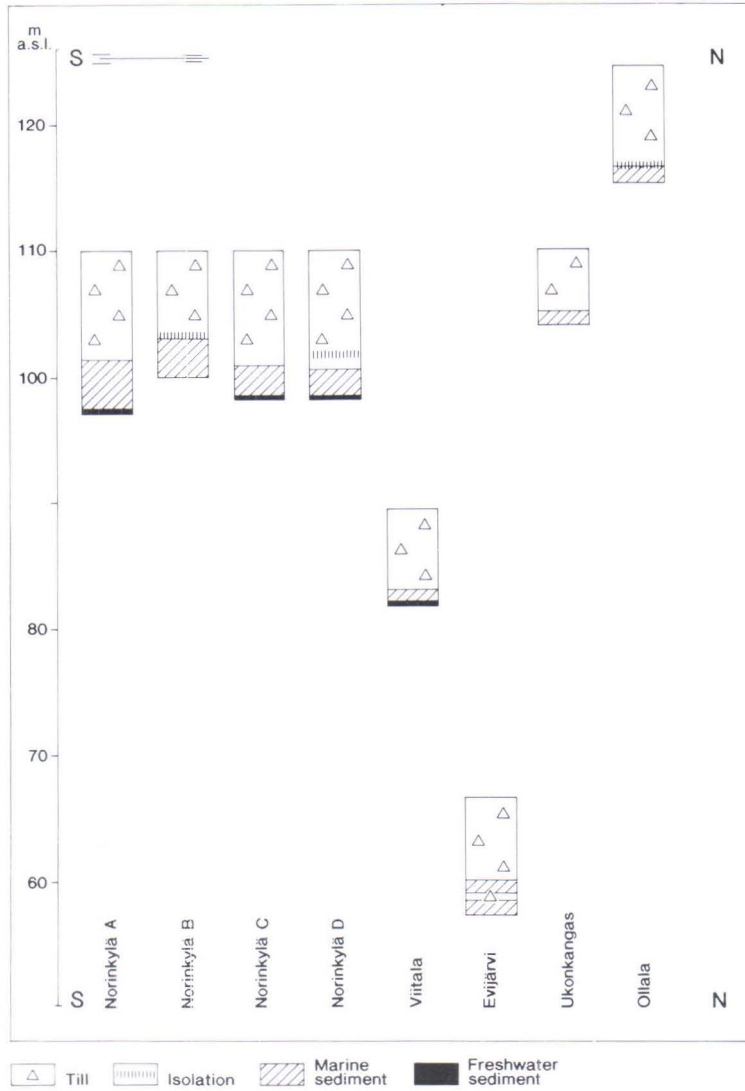 m
a.s.l.
S
N
120
110
100
80
70
60
S
Norinkylä A
Norinkylä B
Norinkylä C
Norinkylä D
Viitala
Evijärvi
Ukonkangas
Ollala
N
Till
Isolation
Marine
sediment
Freshwater
sediment